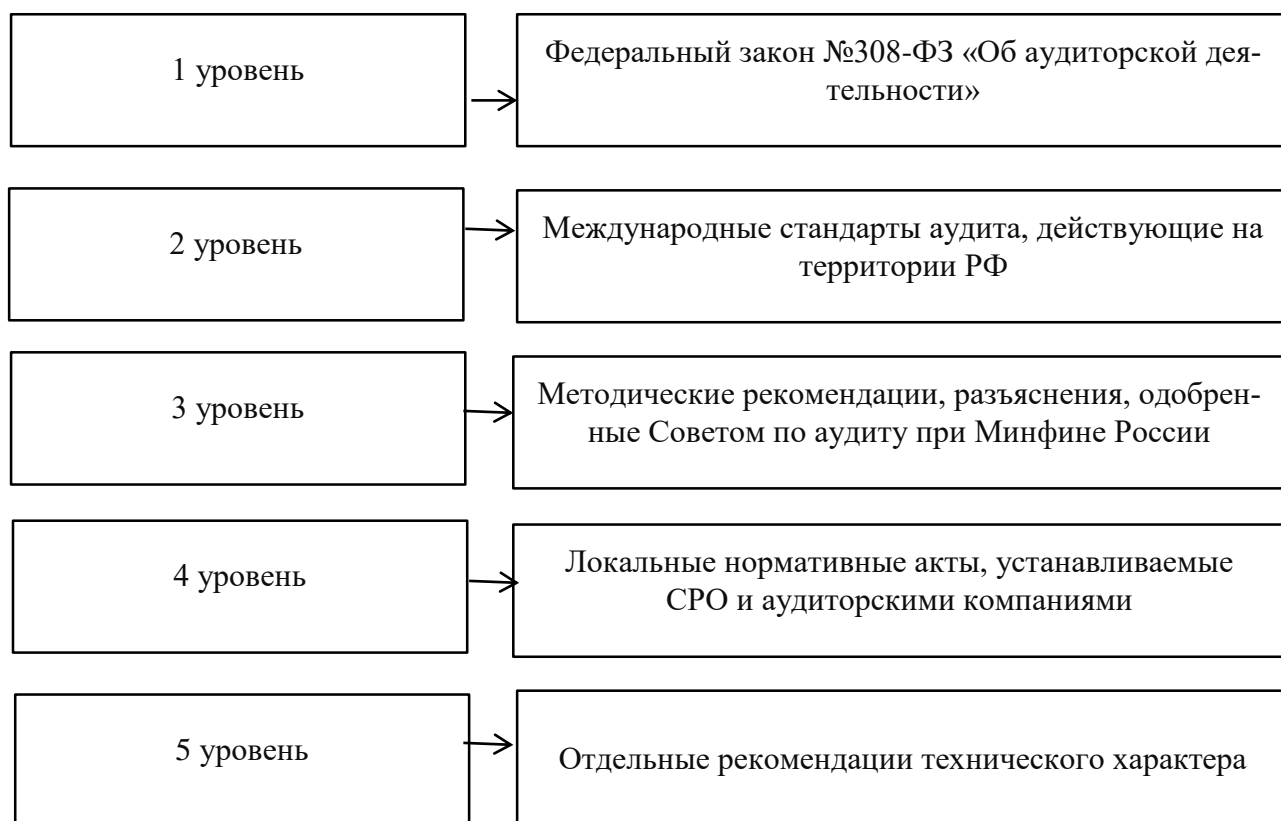 1 уровень
Федеральный закон №308-ФЗ «Об аудиторской дея-
тельности»
2 уровень
Международные стандарты аудита, действующие на
территории РФ
3 уровень
Методические рекомендации, разъяснения, одобрен-
ные Советом по аудиту при Минфине России
4 уровень
Локальные нормативные акты, устанавливаемые
СРО и аудиторскими компаниями
5 уровень
Отдельные рекомендации технического характера